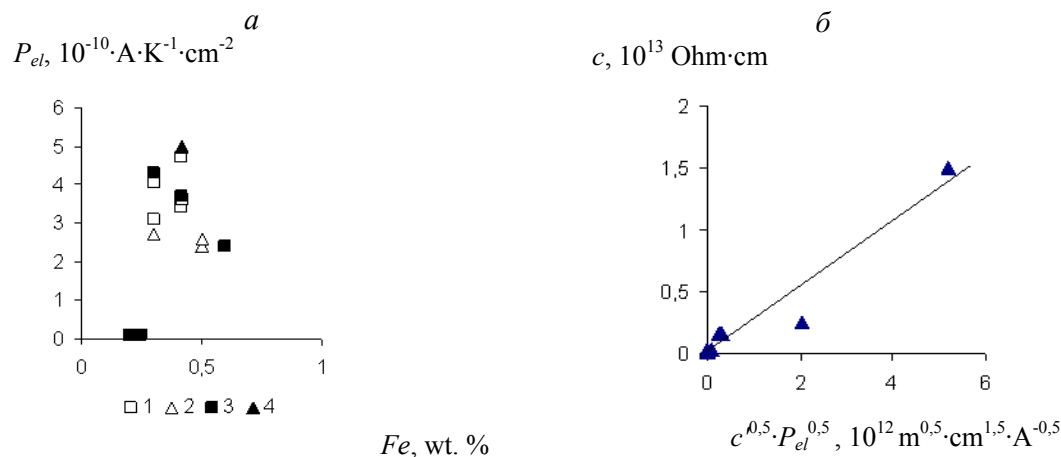 а
P_el, 10^-10·A·K^-1·cm^-2
6
5
4
3
2
1
0
0 0,5 1
□ 1 △ 2 ■ 3 ▲ 4
Fe, wt. %
б
c, 10^13 Ohm·cm
2
1,5
1
0,5
0
0 2 4 6
c'^0,5·P_el^0,5, 10^12 m^0,5·cm^1,5·A^-0,5